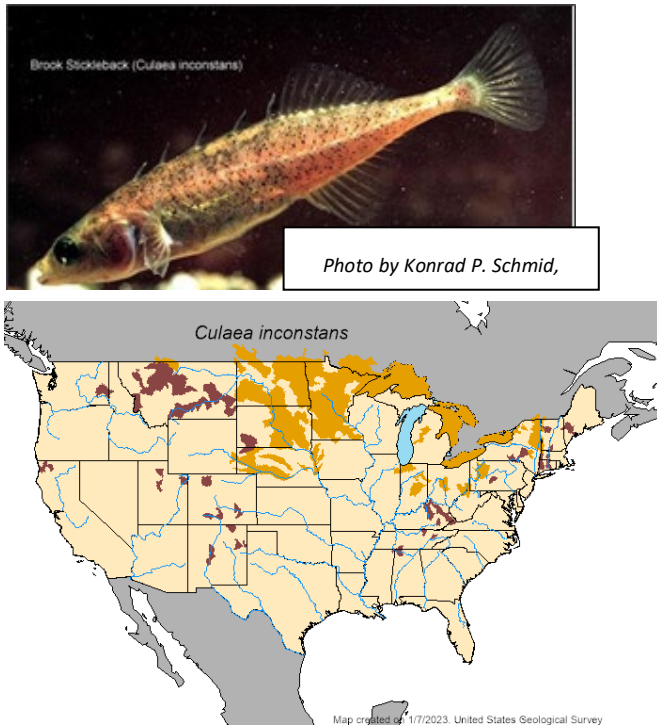 Brook Stickleback (Culaea inconstans)
Photo by Konrad P. Schmid,
Culaea inconstans
Map created on 1/7/2023. United States Geological Survey